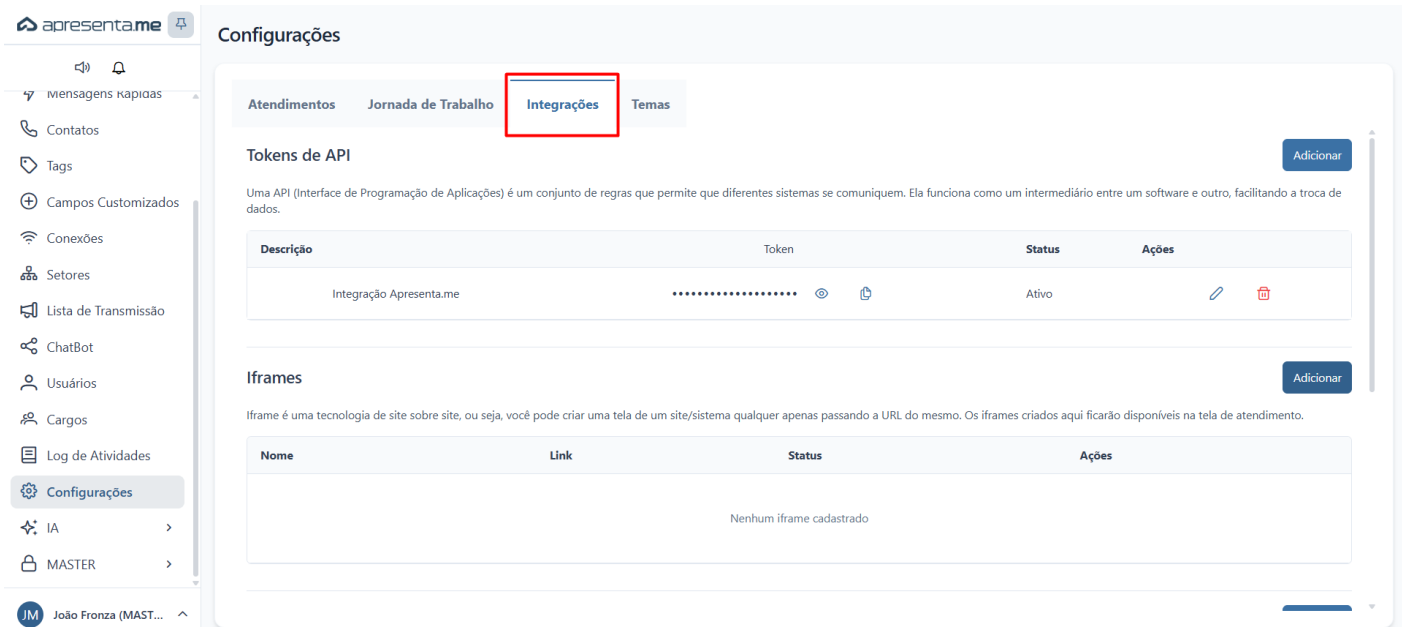 apresenta.me
Configurações
Mensagens Rápidas
Contatos
Tags
Campos Customizados
Conexões
Setores
Lista de Transmissão
ChatBot
Usuários
Cargos
Log de Atividades
Configurações
IA
MASTER
JM João Fronza (MAST...
Atendimentos Jornada de Trabalho Integrações Temas
Tokens de API Adicionar
Uma API (Interface de Programação de Aplicações) é um conjunto de regras que permite que diferentes sistemas se comuniquem. Ela funciona como um intermediário entre um software e outro, facilitando a troca de
dados.
Descrição Token Status Ações
Integração Apresenta.me ••••••••••••••••••• Ativo
Iframes Adicionar
Iframe é uma tecnologia de site sobre site, ou seja, você pode criar uma tela de um site/sistema qualquer apenas passando a URL do mesmo. Os iframes criados aqui ficarão disponíveis na tela de atendimento.
Nome Link Status Ações
Nenhum iframe cadastrado